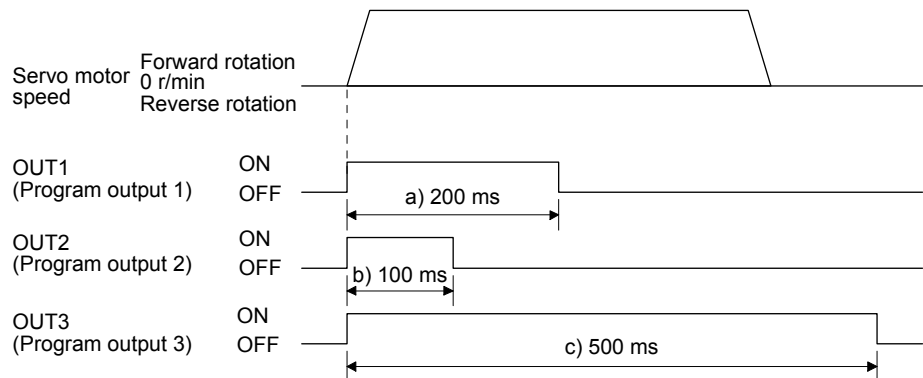 Servo motor speed
Forward rotation
0 r/min
Reverse rotation
OUT1
(Program output 1)
ON
OFF
a) 200 ms
OUT2
(Program output 2)
ON
OFF
b) 100 ms
OUT3
(Program output 3)
ON
OFF
c) 500 ms